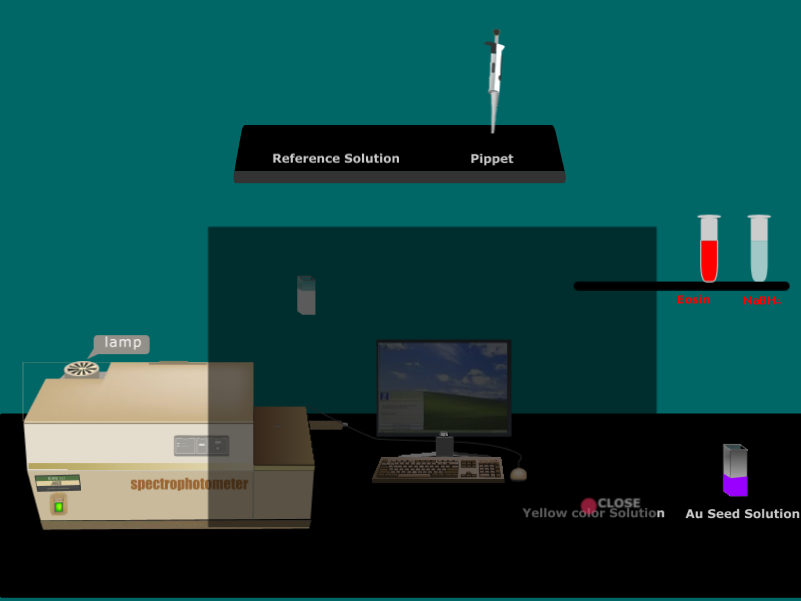 Reference Solution
Pippet
Eosin
NaBH₄
lamp
spectrophotometer
CLOSE
Yellow color Solution
Au Seed Solution